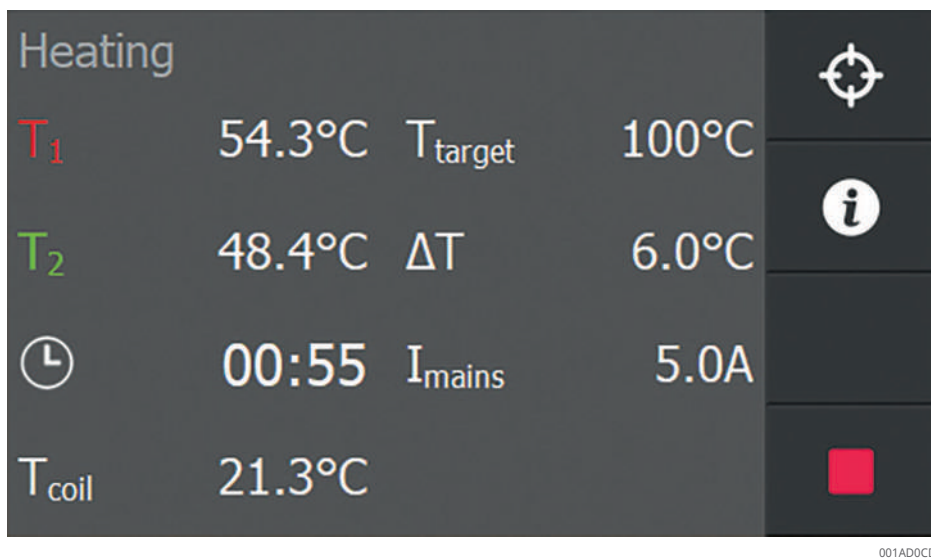 Heating
T1 54.3°C Ttarget 100°C
T2 48.4°C ΔT 6.0°C
00:55 Imains 5.0A
Tcoil 21.3°C
i